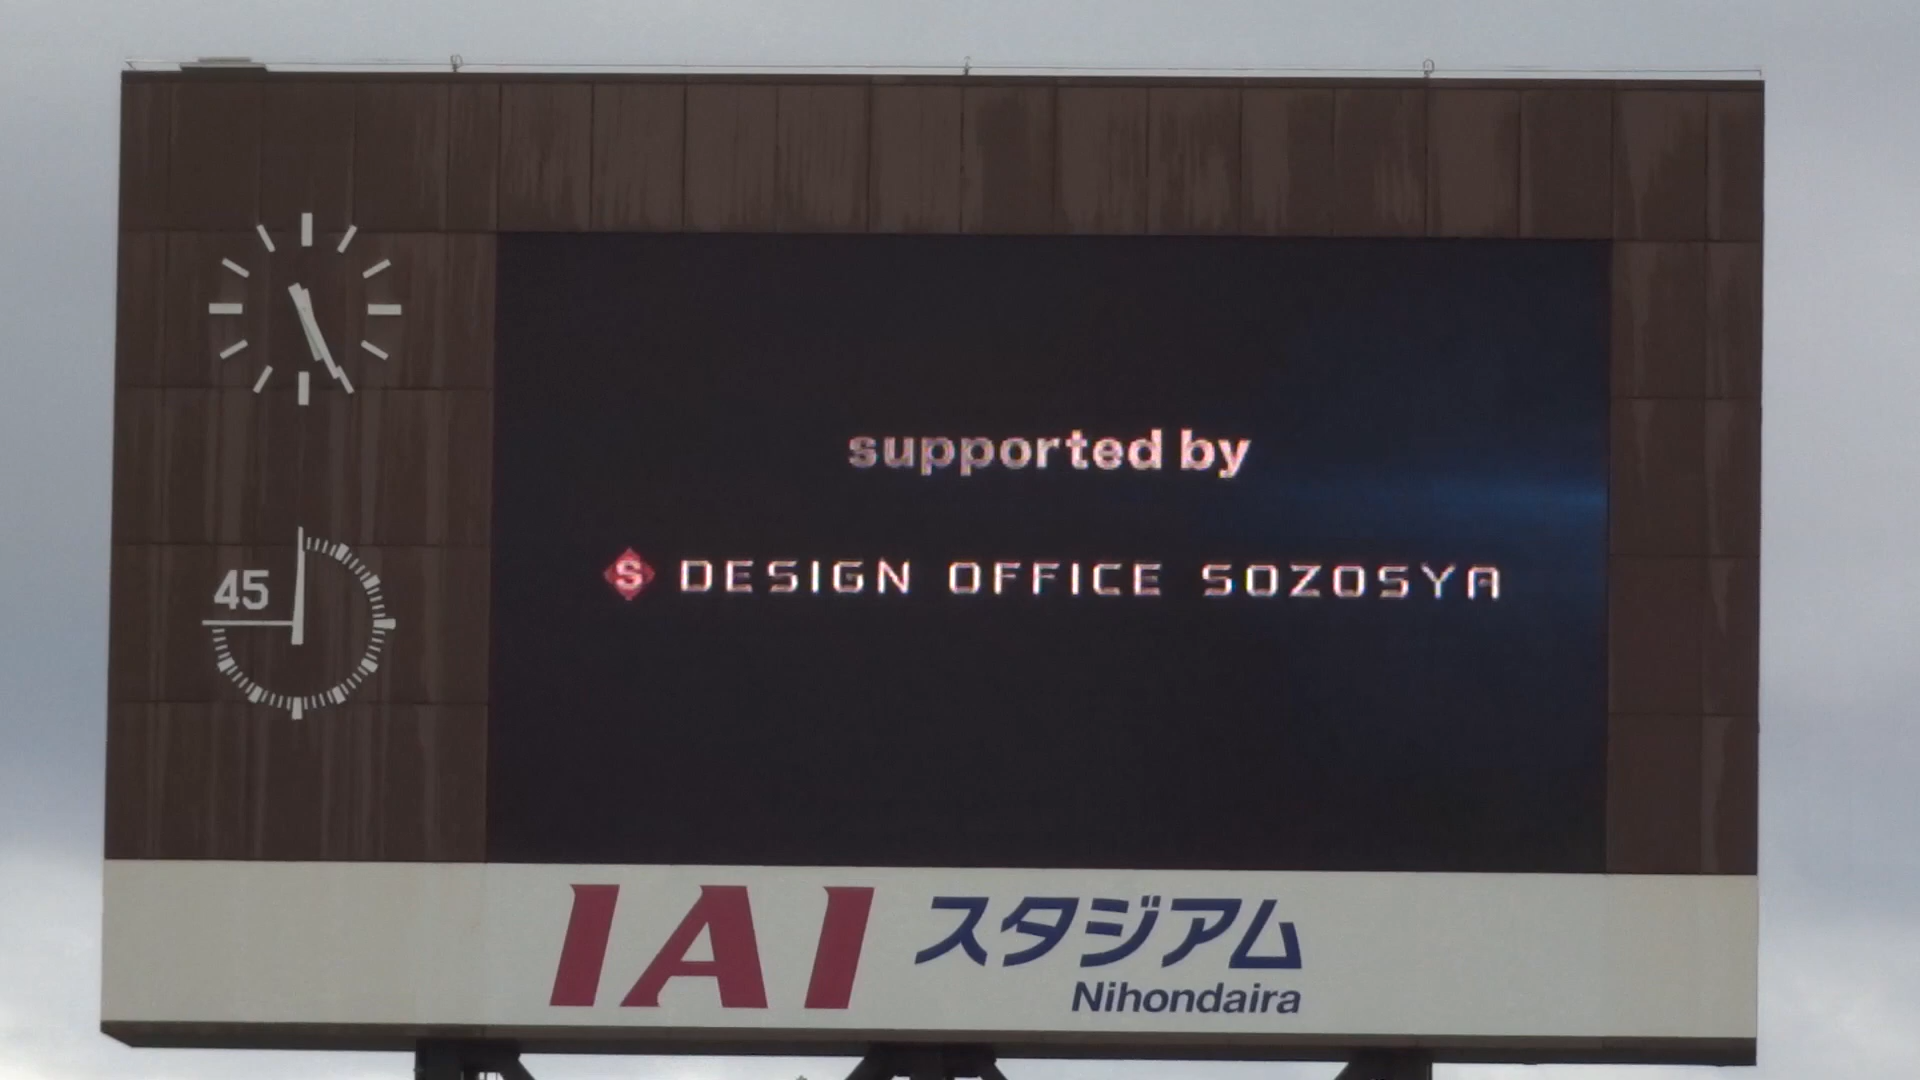 supported by
S DESIGN OFFICE SOZOSYA
45
IAI スタジアム
Nihondaira